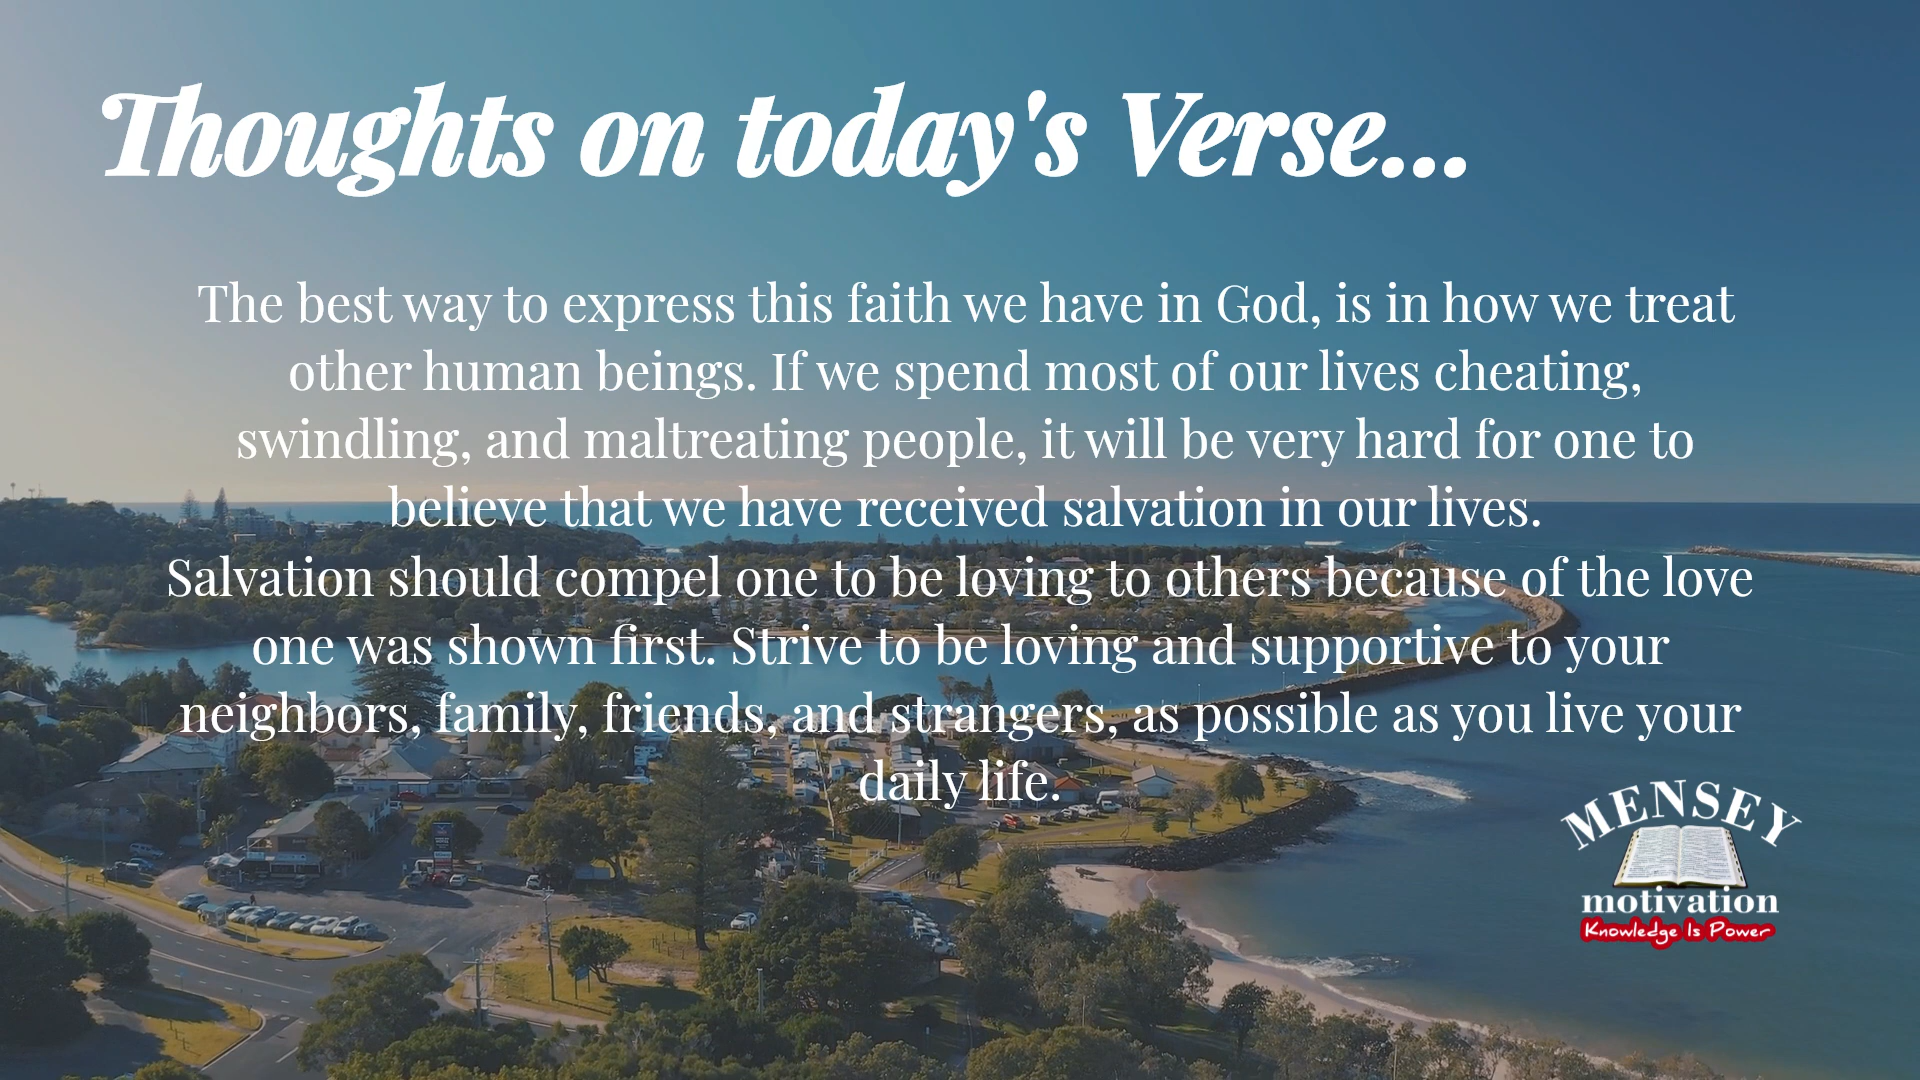 Thoughts on today's Verse...
The best way to express this faith we have in God, is in how we treat
other human beings. If we spend most of our lives cheating,
swindling, and maltreating people, it will be very hard for one to
believe that we have received salvation in our lives.
Salvation should compel one to be loving to others because of the love
one was shown first. Strive to be loving and supportive to your
neighbors, family, friends, and strangers, as possible as you live your
daily life.
MENSEY
motivation
Knowledge Is Power